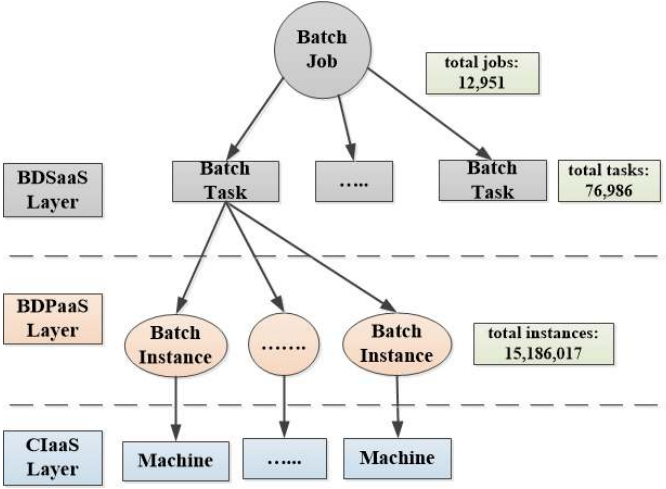 Batch
Job
total jobs:
12,951
BDSaaS
Layer
Batch
Task
…..
Batch
Task
total tasks:
76,986
BDPaaS
Layer
Batch
Instance
…….
Batch
Instance
total instances:
15,186,017
CIaaS
Layer
Machine
…...
Machine